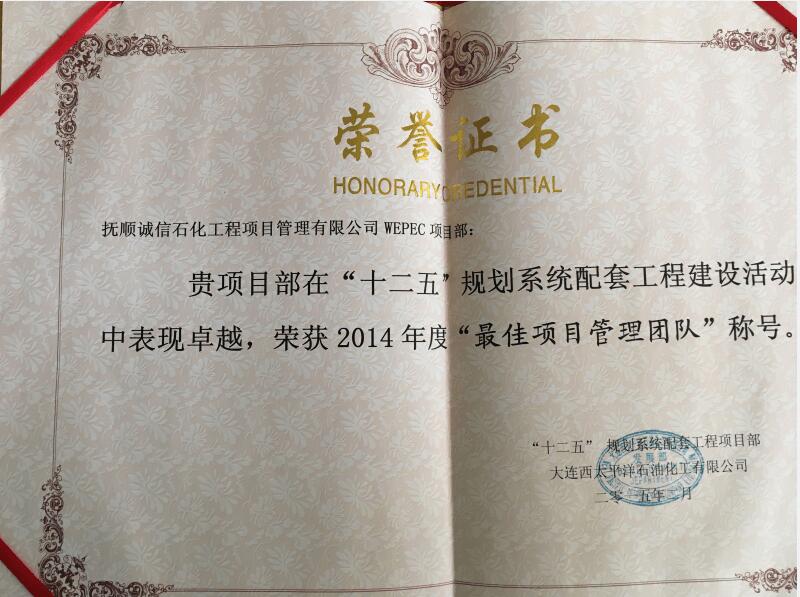 荣誉证书
HONORARY CREDENTIAL
抚顺诚信石化工程项目管理有限公司 WEPEC 项目部：
贵项目部在“十二五”规划系统配套工程建设活动
中表现卓越，荣获 2014 年度“最佳项目管理团队”称号。
“十二五” 规划系统配套工程项目部
发展部
大连西太平洋石油化工有限公司
二零 五年 月